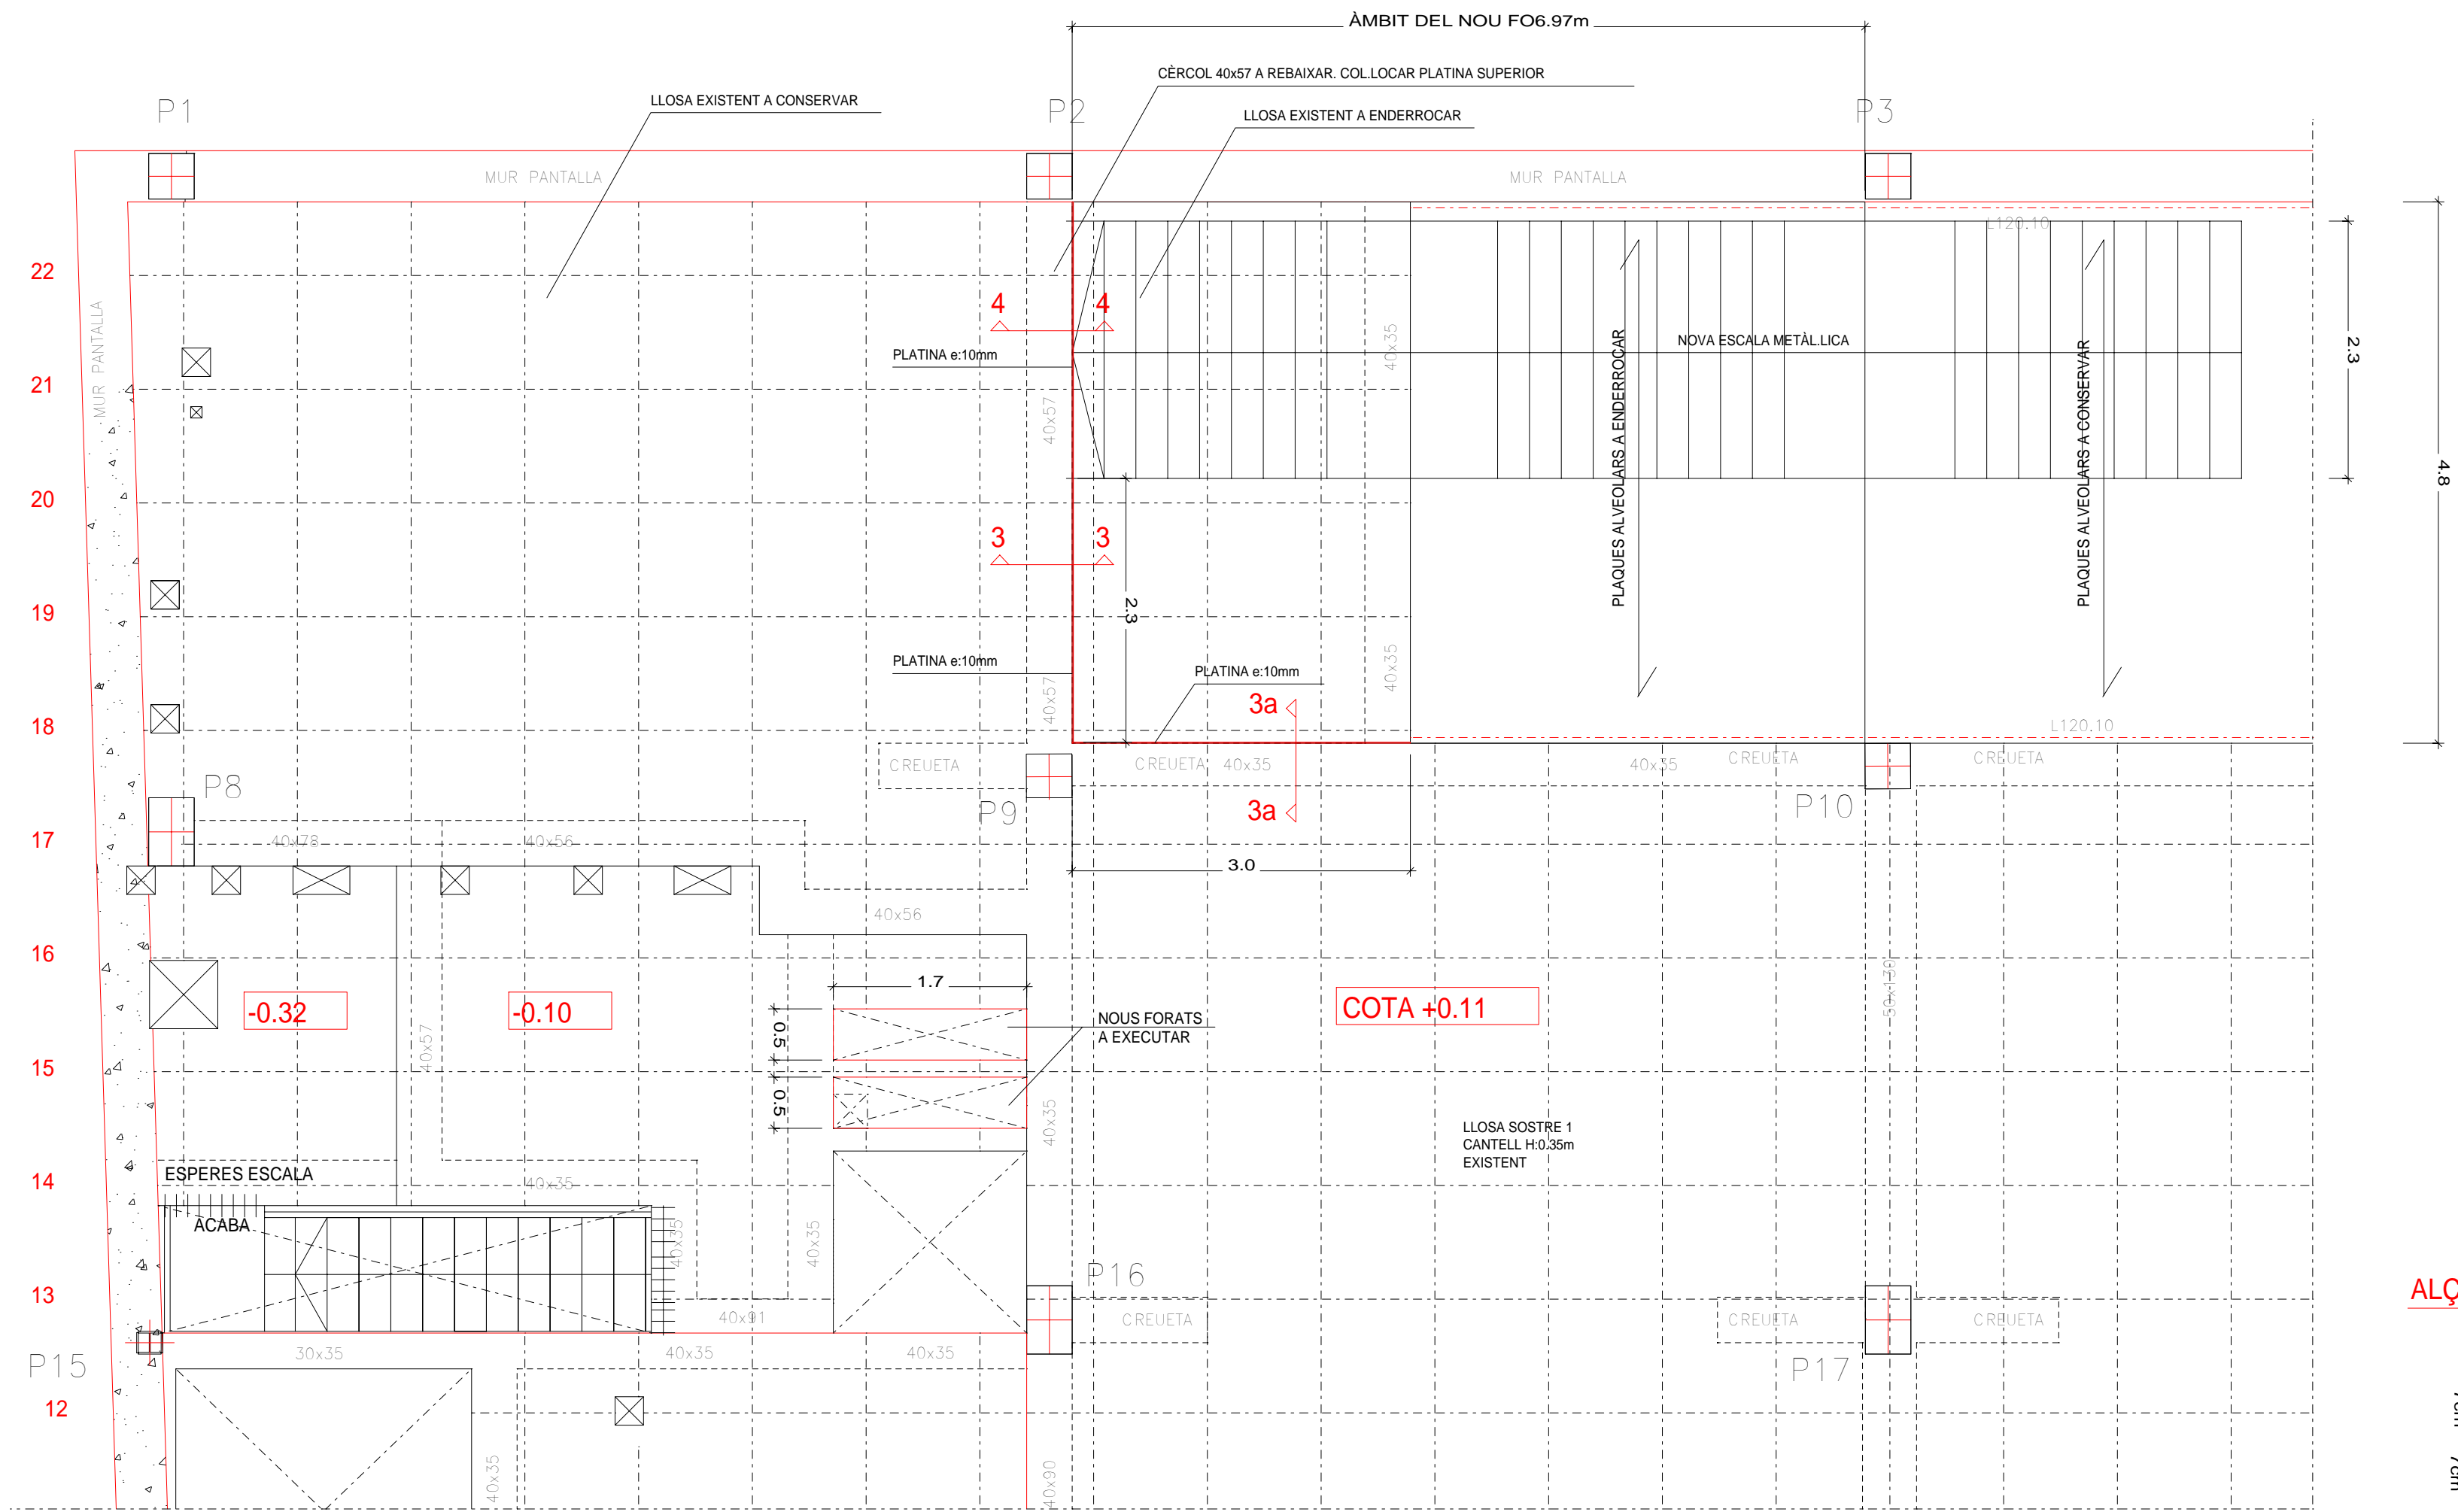 ÀMBIT DEL NOU FO6.97m
CÈRCOL 40x57 A REBAIXAR. COL.LOCAR PLATINA SUPERIOR
LLOSA EXISTENT A CONSERVAR
LLOSA EXISTENT A ENDERROCAR
P1
P2
P3
MUR PANTALLA
MUR PANTALLA
MUR PANTALLA
L120.10
22
21
20
19
18
17
16
15
14
13
12
4
4
PLATINA e:10mm
40x57
40x35
PLAQUES ALVEOLARS A ENDERROCAR
NOVA ESCALA METÀL.LICA
PLAQUES ALVEOLARS A CONSERVAR
2.3
4.8
3
3
2.3
PLATINA e:10mm
40x57
PLATINA e:10mm
3a
40x35
L120.10
CREUETA
CREUETA
40x35
40x35
CREUETA
CREUETA
P8
P9
3a
P10
40x78
40x56
3.0
40x56
1.7
-0.32
-0.10
0.5
NOUS FORATS
A EXECUTAR
COTA +0.11
50x130
40x57
0.5
40x35
LLOSA SOSTRE 1
CANTELL H:0.35m
EXISTENT
ESPERES ESCALA
40x35
ACABA
40x35
40x35
P16
ALÇ
40x91
CREUETA
CREUETA
CREUETA
P15
30x35
40x35
40x35
P17
40x35
40x90
7cm